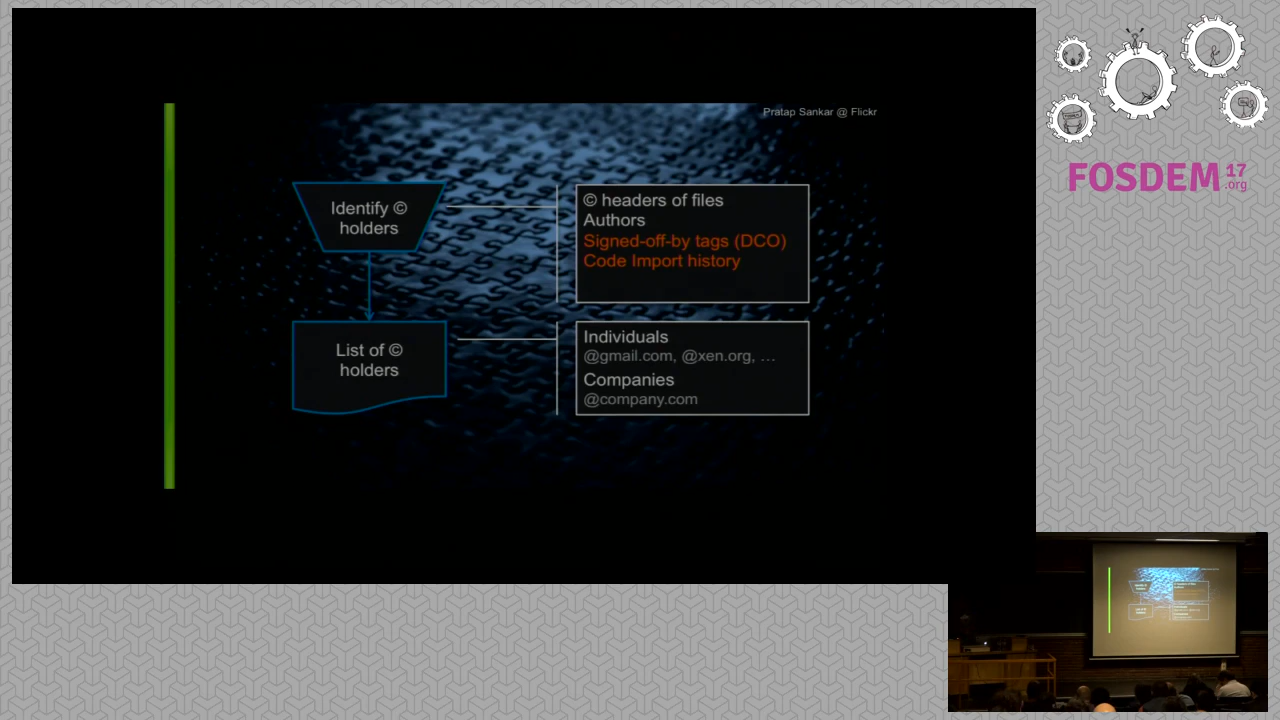 Pratap Sankar @ Flickr
Identify ©
holders
© headers of files
Authors
Signed-off-by tags (DCO)
Code Import history
List of ©
holders
Individuals
@gmail.com, @xen.org, …
Companies
@company.com
FOSDEM 17
.org